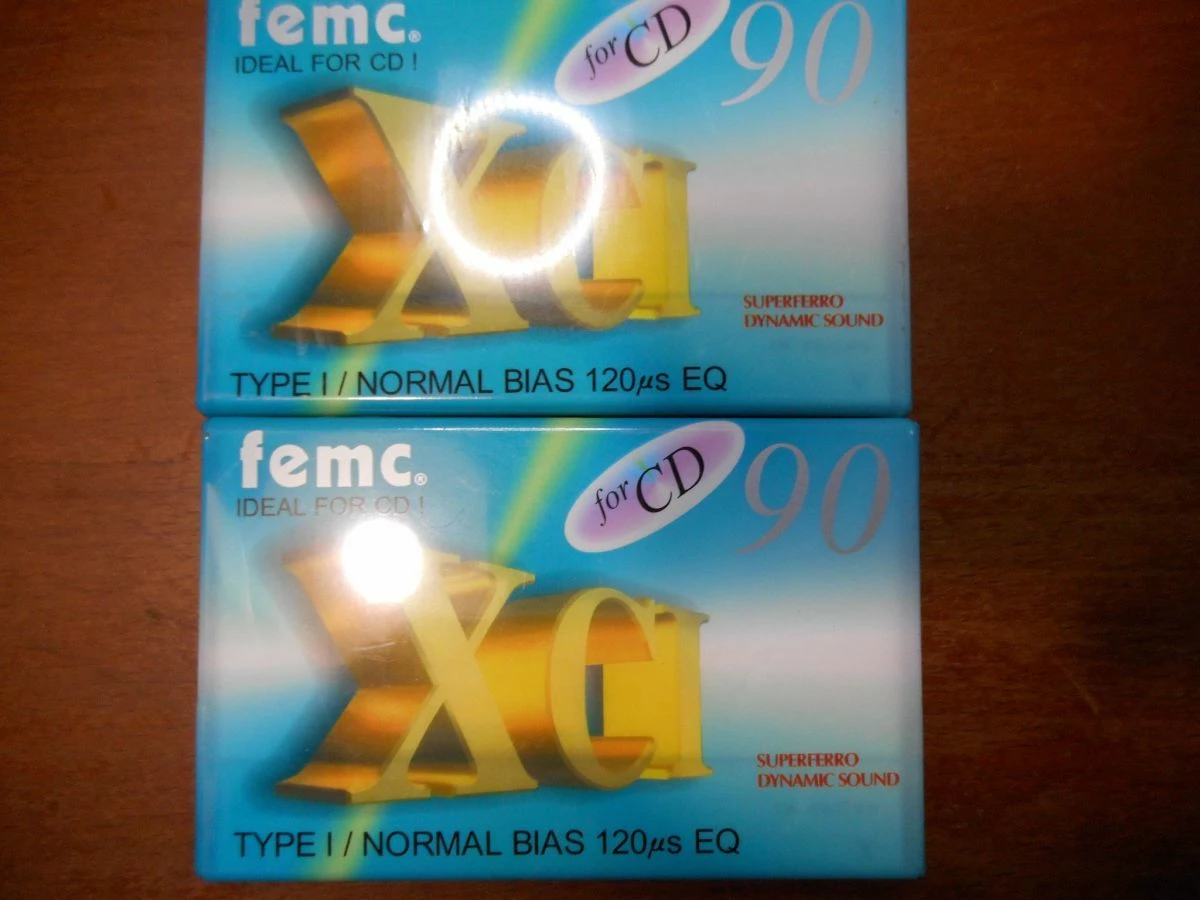 femc®
for CD
90
IDEAL FOR CD !
XCI
SUPERFERRO
DYNAMIC SOUND
TYPE I / NORMAL BIAS 120µs EQ
femc®
for CD
90
IDEAL FOR CD !
XCI
SUPERFERRO
DYNAMIC SOUND
TYPE I / NORMAL BIAS 120µs EQ